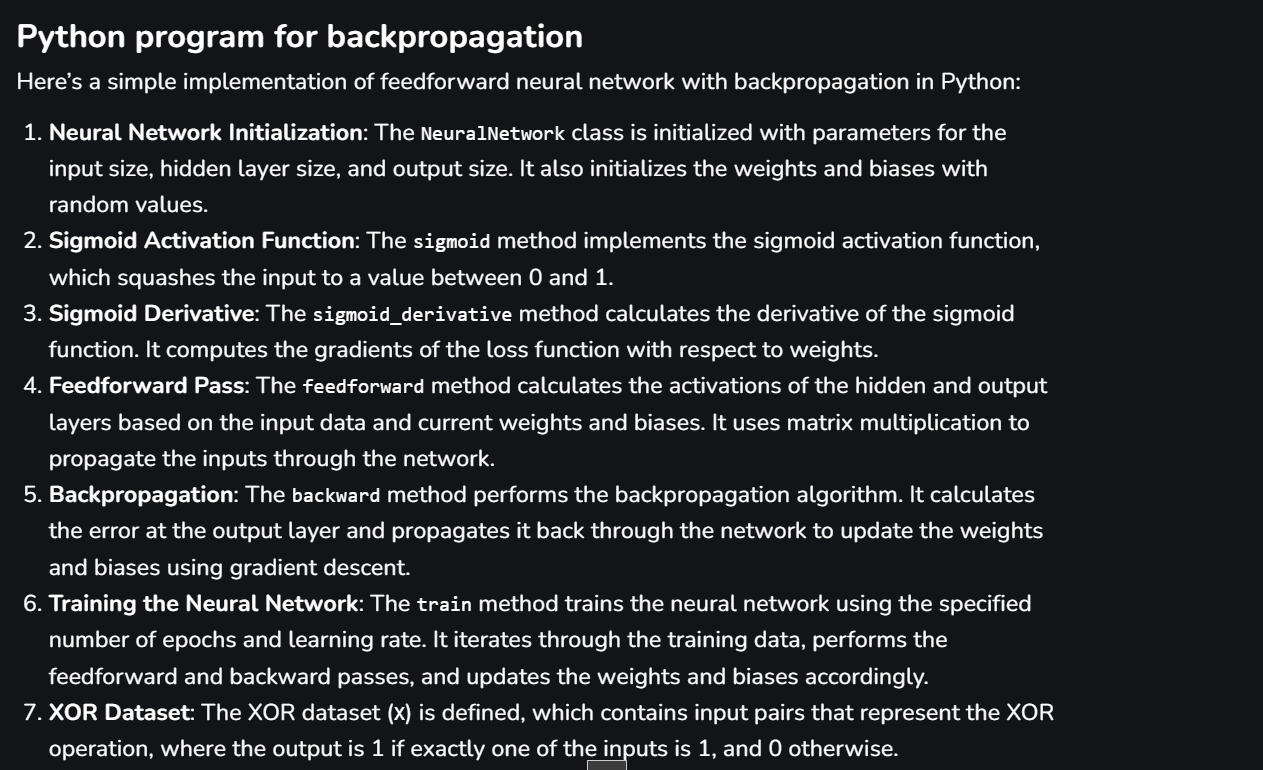 Python program for backpropagation
Here’s a simple implementation of feedforward neural network with backpropagation in Python:
1. Neural Network Initialization: The NeuralNetwork class is initialized with parameters for the
input size, hidden layer size, and output size. It also initializes the weights and biases with
random values.
2. Sigmoid Activation Function: The sigmoid method implements the sigmoid activation function,
which squashes the input to a value between 0 and 1.
3. Sigmoid Derivative: The sigmoid_derivative method calculates the derivative of the sigmoid
function. It computes the gradients of the loss function with respect to weights.
4. Feedforward Pass: The feedforward method calculates the activations of the hidden and output
layers based on the input data and current weights and biases. It uses matrix multiplication to
propagate the inputs through the network.
5. Backpropagation: The backward method performs the backpropagation algorithm. It calculates
the error at the output layer and propagates it back through the network to update the weights
and biases using gradient descent.
6. Training the Neural Network: The train method trains the neural network using the specified
number of epochs and learning rate. It iterates through the training data, performs the
feedforward and backward passes, and updates the weights and biases accordingly.
7. XOR Dataset: The XOR dataset (X) is defined, which contains input pairs that represent the XOR
operation, where the output is 1 if exactly one of the inputs is 1, and 0 otherwise.